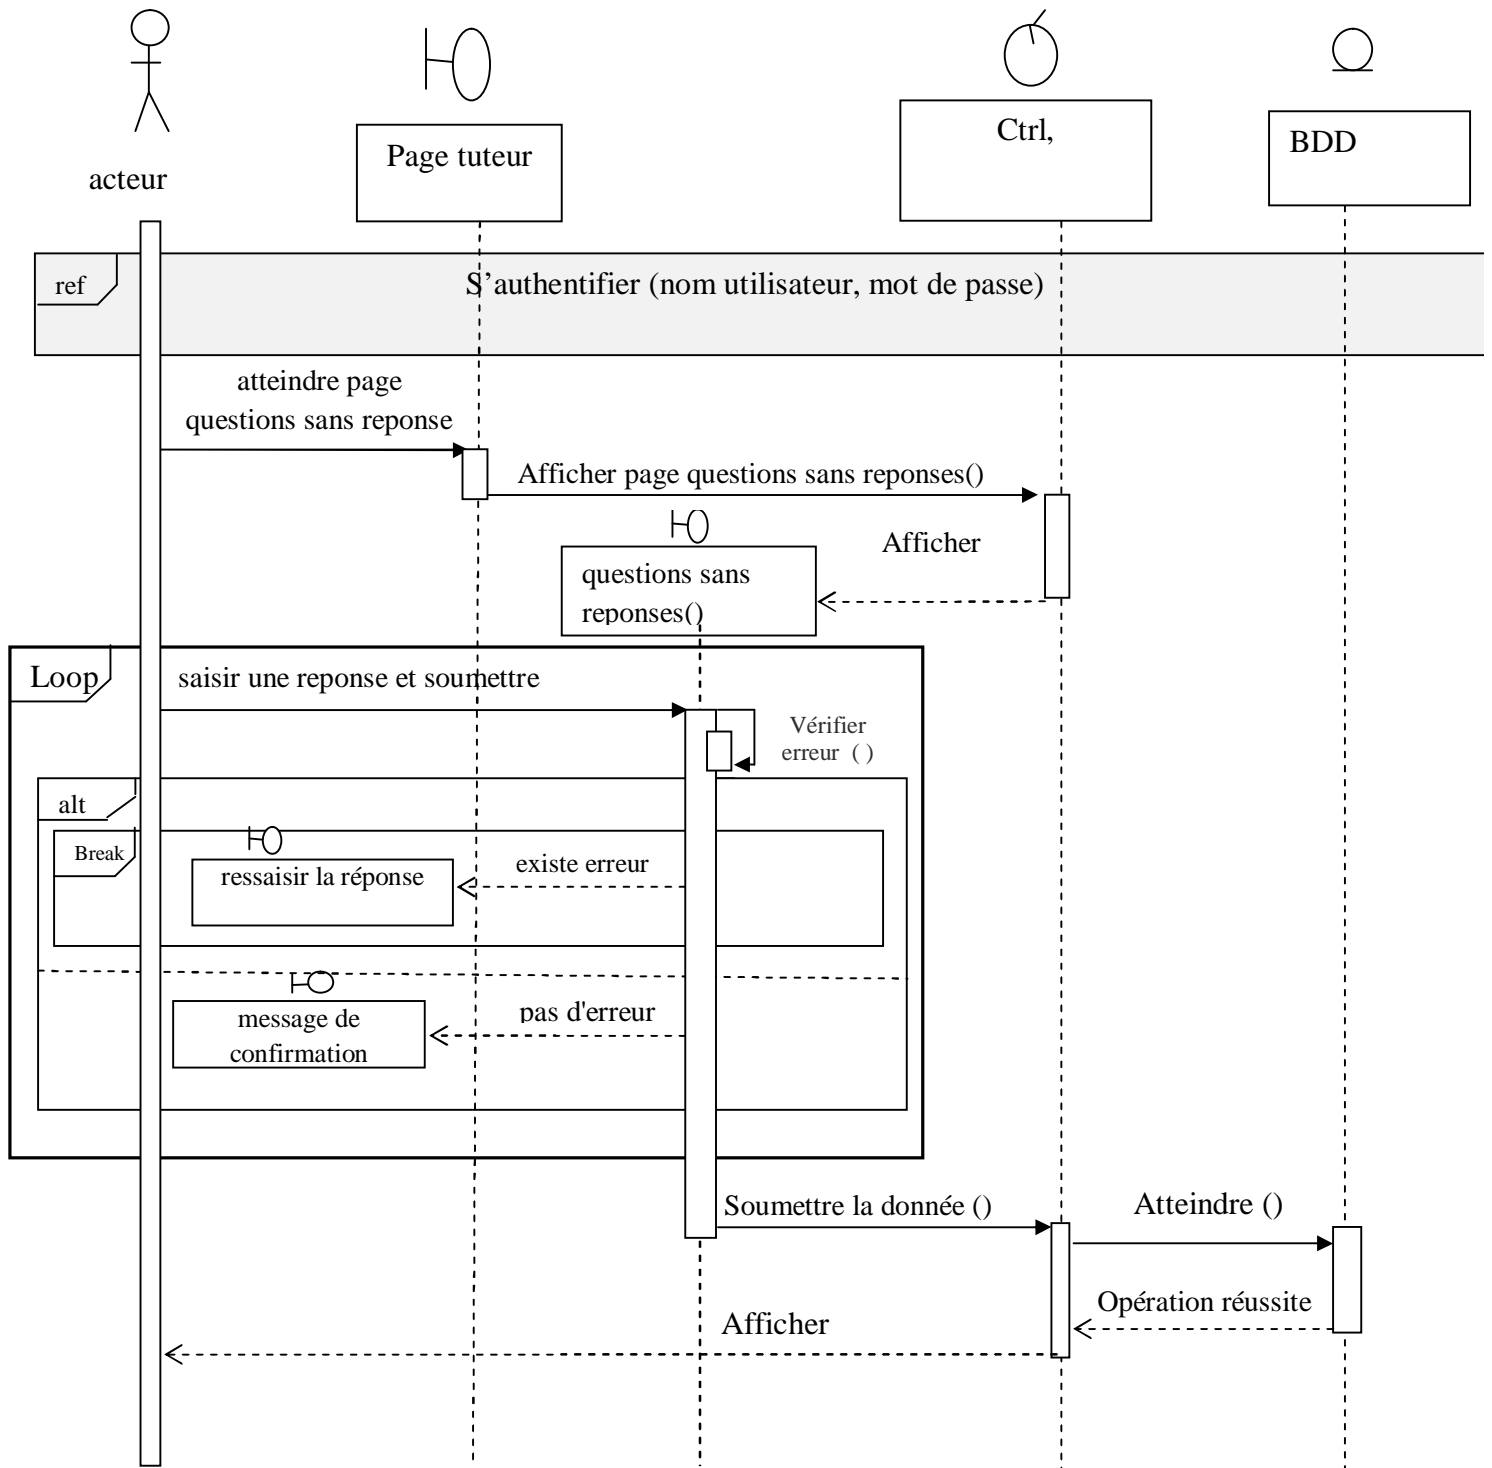 acteur
Page tuteur
Ctrl,
BDD
ref
S’authentifier (nom utilisateur, mot de passe)
atteindre page
questions sans reponse
Afficher page questions sans reponses()
Afficher
questions sans
reponses()
Loop
saisir une reponse et soumettre
Vérifier
erreur ( )
alt
Break
ressaisir la réponse
existe erreur
message de
confirmation
pas d'erreur
Soumettre la donnée ()
Atteindre ()
Opération réussite
Afficher